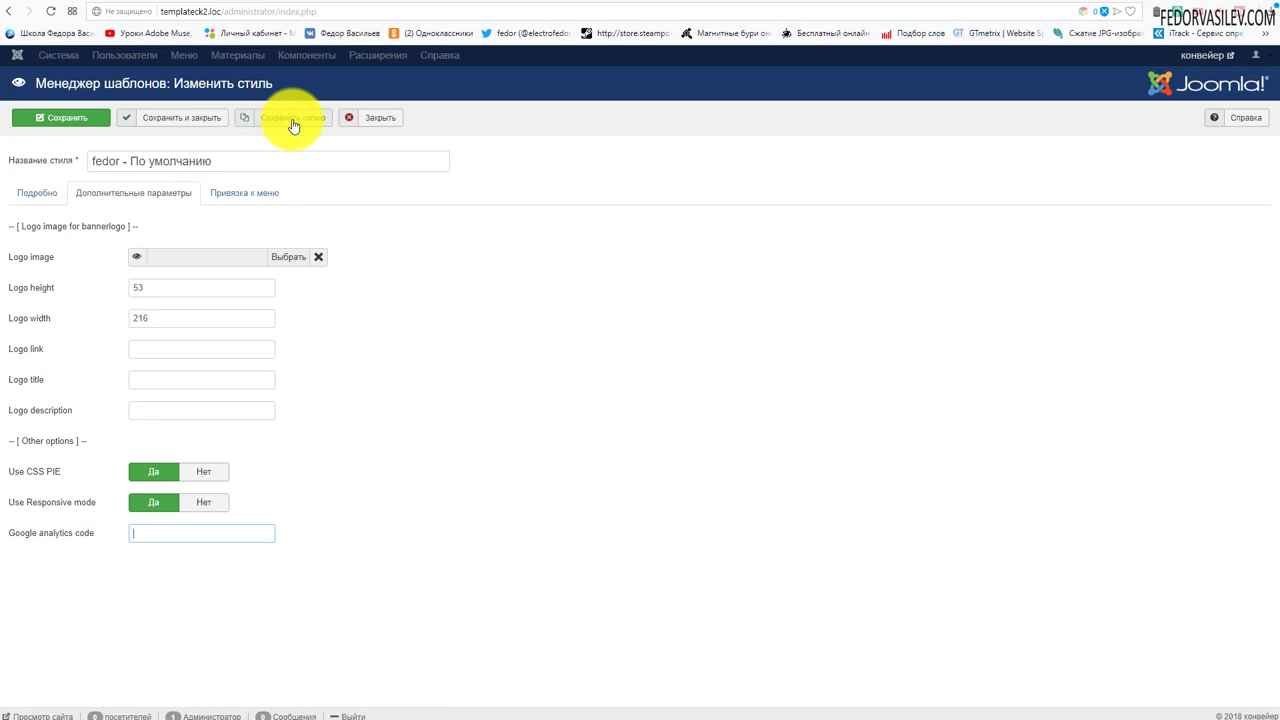 Не защищено templateck2.loc/administrator/index.php
FEDORVASILEV.COM
Школа Федора Васи.
Уроки Adobe Muse,
Личный кабинет - М
Федор Васильев
(2) Одноклассники
fedor (@electrofedor
http://store.steampo
Магнитные бури он
Бесплатный онлайн
Подбор слов
GTmetrix | Website S
Сжатие JPG-изобра
iTrack - Сервис опре
Система Пользователи Меню Материалы Компоненты Расширения Справка
конвейер
Менеджер шаблонов: Изменить стиль
Joomla!®
Сохранить
Сохранить и закрыть
Сохранить копию
Закрыть
Справка
Название стиля *
fedor - По умолчанию
Подробно Дополнительные параметры Привязка к меню
-- [ Logo image for bannerlogo ] --
Logo image
Выбрать
Logo height
53
Logo width
216
Logo link
Logo title
Logo description
-- [ Other options ] --
Use CSS PIE
Да Нет
Use Responsive mode
Да Нет
Google analytics code
Просмотр сайта
0 посетителей
1 Администратор
0 Сообщения
Выйти
© 2018 конвейер